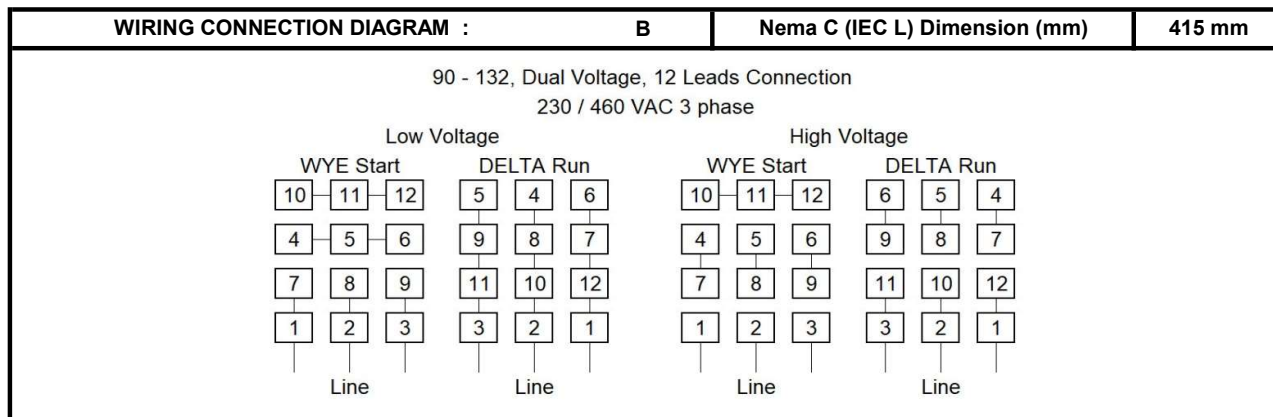 WIRING CONNECTION DIAGRAM : B Nema C (IEC L) Dimension (mm) 415 mm
90 - 132, Dual Voltage, 12 Leads Connection
230 / 460 VAC 3 phase
Low Voltage High Voltage
WYE Start DELTA Run WYE Start DELTA Run
10 11 12 5 4 6 10 11 12 6 5 4
4 5 6 9 8 7 4 5 6 9 8 7
7 8 9 11 10 12 7 8 9 11 10 12
1 2 3 3 2 1 1 2 3 3 2 1
Line Line Line Line